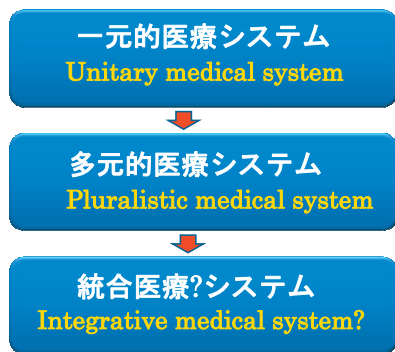 一元的医療システム
Unitary medical system
多元的医療システム
Pluralistic medical system
統合医療?システム
Integrative medical system?